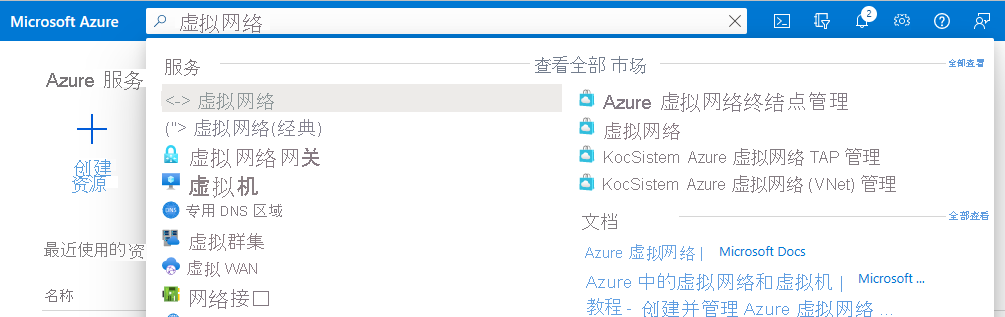 Microsoft Azure
虚拟网络
2
Azure 服务
创建
资源
最近使用的资
名称
服务
查看全部
<-> 虚拟网络
("> 虚拟网络(经典)
虚拟网络网关
虚拟机
DNS 专用 DNS 区域
虚拟群集
虚拟 WAN
网络接口
市场
全部查看
Azure 虚拟网络终结点管理
虚拟网络
KocSistem Azure 虚拟网络 TAP 管理
KocSistem Azure 虚拟网络 (VNet) 管理
文档
全部查看
Azure 虚拟网络 | Microsoft Docs
Azure 中的虚拟网络和虚拟机 | Microsoft ...
教程 - 创建并管理 Azure 虚拟网络 ...